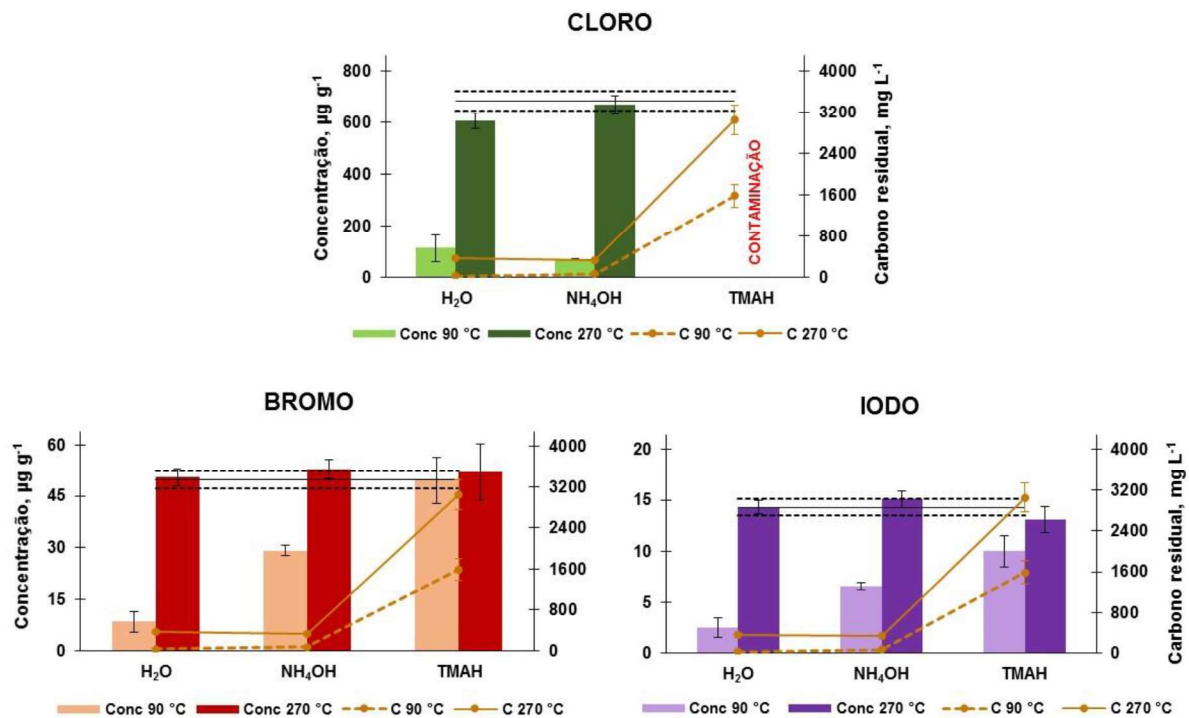 CLORO
Concentração, µg g⁻¹
800
600
400
200
0
4000
3200
2400
1600
800
0
Carbono residual, mg L⁻¹
CONTAMINAÇÃO
H₂O NH₄OH TMAH
Conc 90 °C Conc 270 °C C 90 °C C 270 °C
BROMO
Concentração, µg g⁻¹
60
45
30
15
0
4000
3200
2400
1600
800
0
H₂O NH₄OH TMAH
Conc 90 °C Conc 270 °C C 90 °C C 270 °C
IODO
20
15
10
5
0
4000
3200
2400
1600
800
0
Carbono residual, mg L⁻¹
H₂O NH₄OH TMAH
Conc 90 °C Conc 270 °C C 90 °C C 270 °C